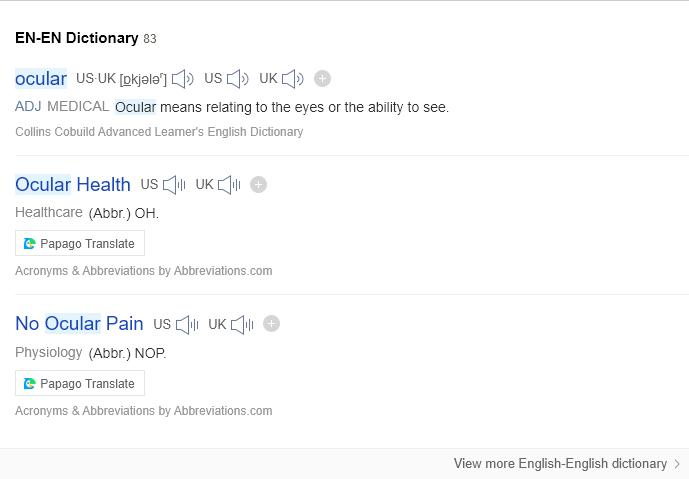 EN-EN Dictionary 83
ocular US·UK [ɒkjələʳ] US UK
ADJ MEDICAL Ocular means relating to the eyes or the ability to see.
Collins Cobuild Advanced Learner's English Dictionary
Ocular Health US UK
Healthcare (Abbr.) OH.
Papago Translate
Acronyms & Abbreviations by Abbreviations.com
No Ocular Pain US UK
Physiology (Abbr.) NOP.
Papago Translate
Acronyms & Abbreviations by Abbreviations.com
View more English-English dictionary